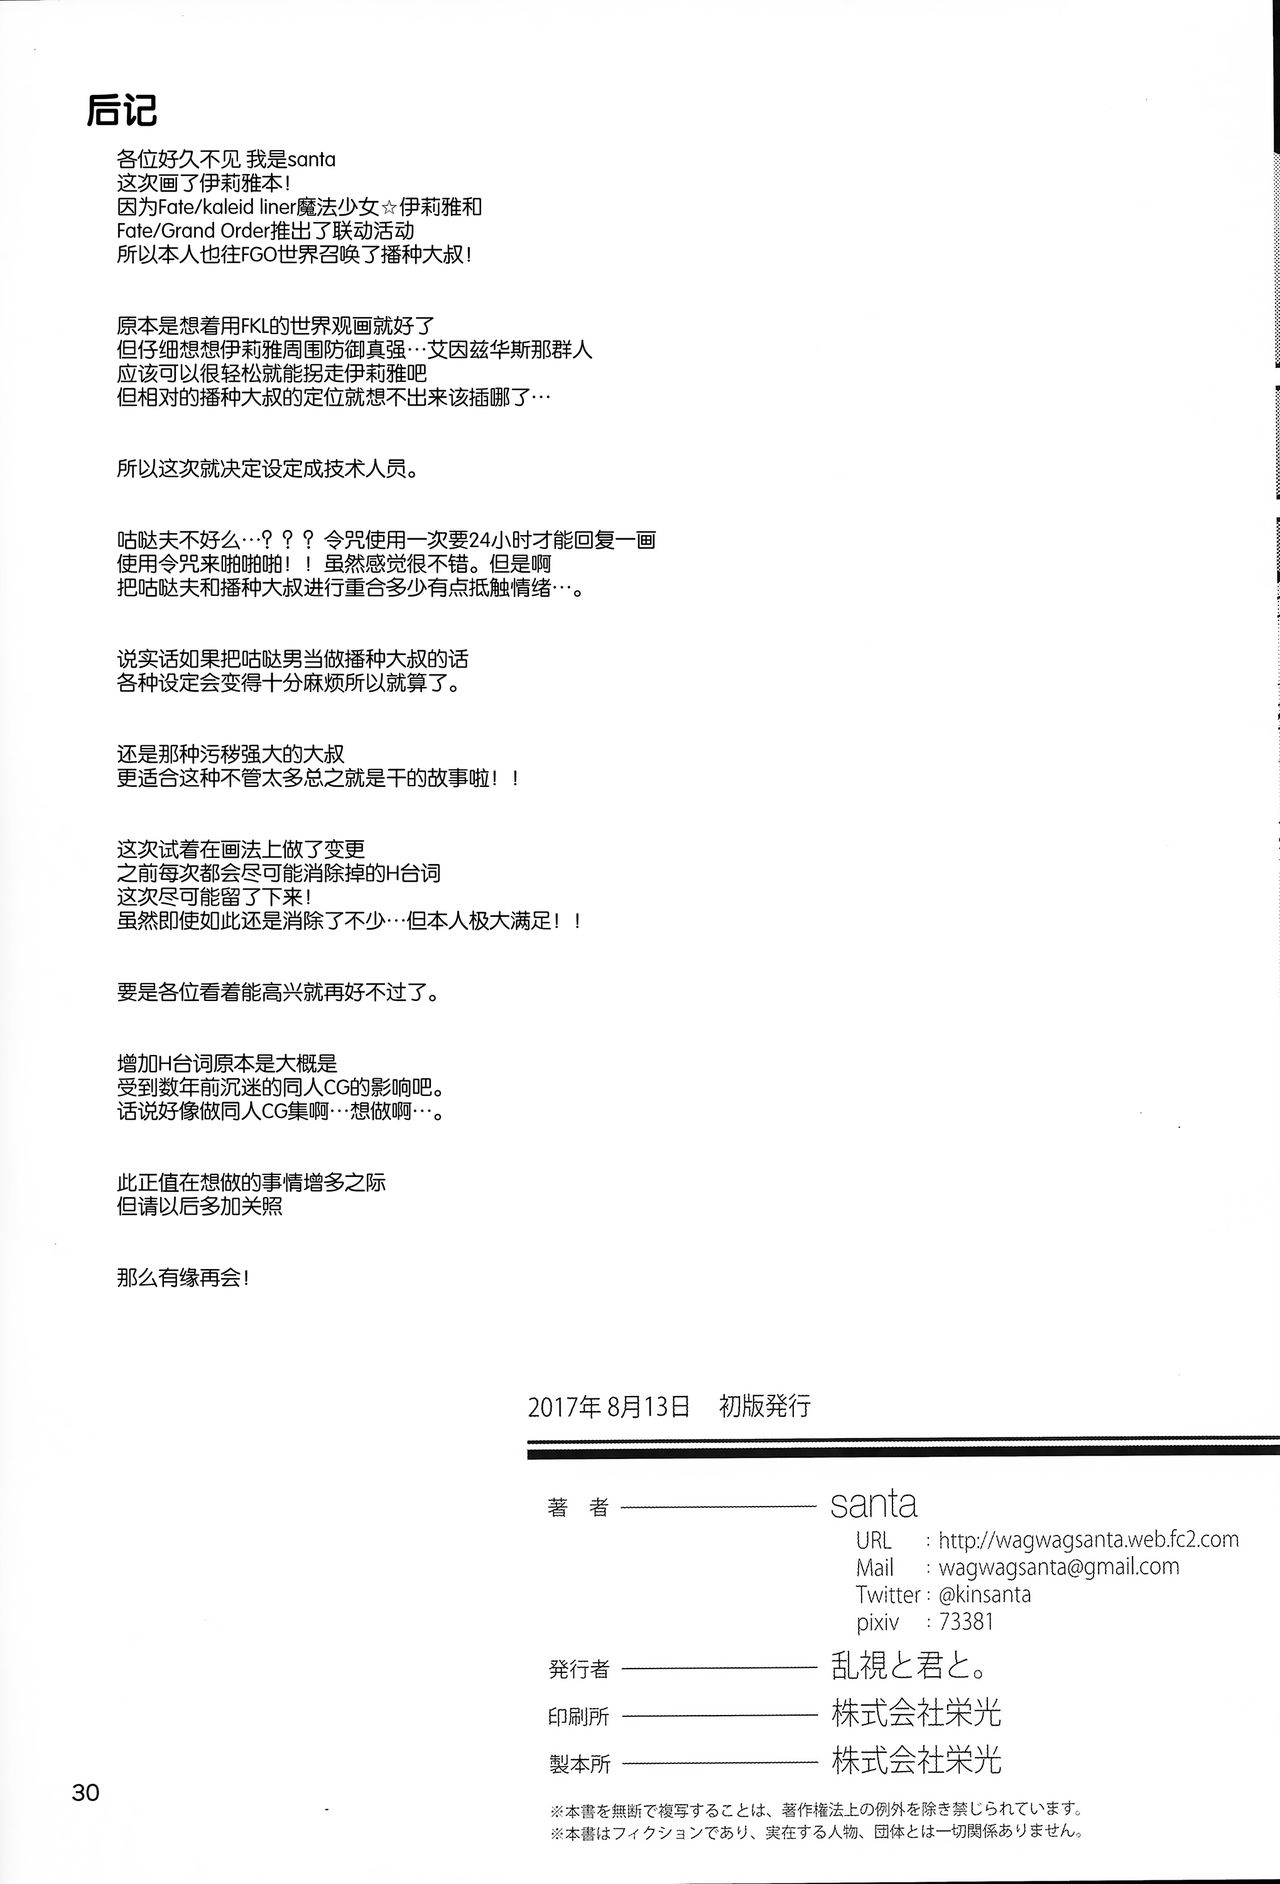 后记
各位好久不见 我是santa
这次画了伊莉雅本！
因为Fate/kaleid liner魔法少女☆伊莉雅和
Fate/Grand Order推出了联动活动
所以本人也往FGO世界召唤了播种大叔！
原本是想着用FKL的世界观画就好了
但仔细想想伊莉雅周围防御真强…艾因兹华斯那群人
应该可以很轻松就能拐走伊莉雅吧
但相对的播种大叔的定位就想不出来该插哪了…
所以这次就决定设定成技术人员。
咕哒夫不好么…？？？ 令咒使用一次要24小时才能回复一画
使用令咒来啪啪啪！！虽然感觉很不错。但是啊
把咕哒夫和播种大叔进行重合多少有点抵触情绪…。
说实话如果把咕哒男当做播种大叔的话
各种设定会变得十分麻烦所以就算了。
还是那种污秽强大的大叔
更适合这种不管太多总之就是干的故事啦！！
这次试着在画法上做了变更
之前每次都会尽可能消除掉的H台词
这次尽可能留了下来！
虽然即使如此还是消除了不少…但本人极大满足！！
要是各位看着能高兴就再好不过了。
增加H台词原本是大概是
受到数年前沉迷的同人CG的影响吧。
话说好像做同人CG集啊…想做啊…。
此正值在想做的事情增多之际
但请以后多加关照
那么有缘再会！
2017年 8月13日 初版発行
著 者 santa
URL : http://wagwagsanta.web.fc2.com
Mail : wagwagsanta@gmail.com
Twitter : @kinsanta
pixiv : 73381
発行者 乱視と君と。
印刷所 株式会社栄光
製本所 株式会社栄光
※本書を無断で複写することは、著作権法上の例外を除き禁じられています。
※本書はフィクションであり、実在する人物、団体とは一切関係ありません。
30